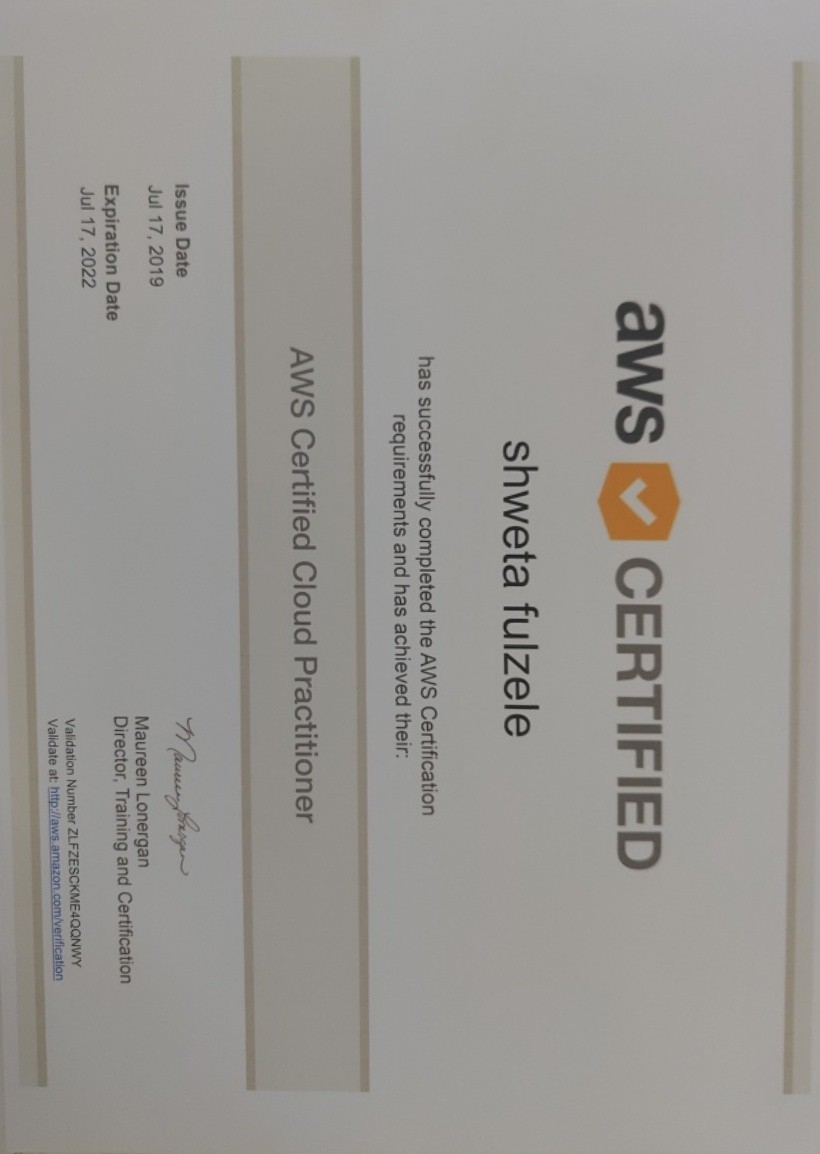 aws CERTIFIED
shweta fulzele
has successfully completed the AWS Certification
requirements and has achieved their:
AWS Certified Cloud Practitioner
Issue Date
Jul 17, 2019
Expiration Date
Jul 17, 2022
Maureen Lonergan
Maureen Lonergan
Director, Training and Certification
Validation Number ZLFZESCKME4QQNWY
Validate at: http://aws.amazon.com/verification